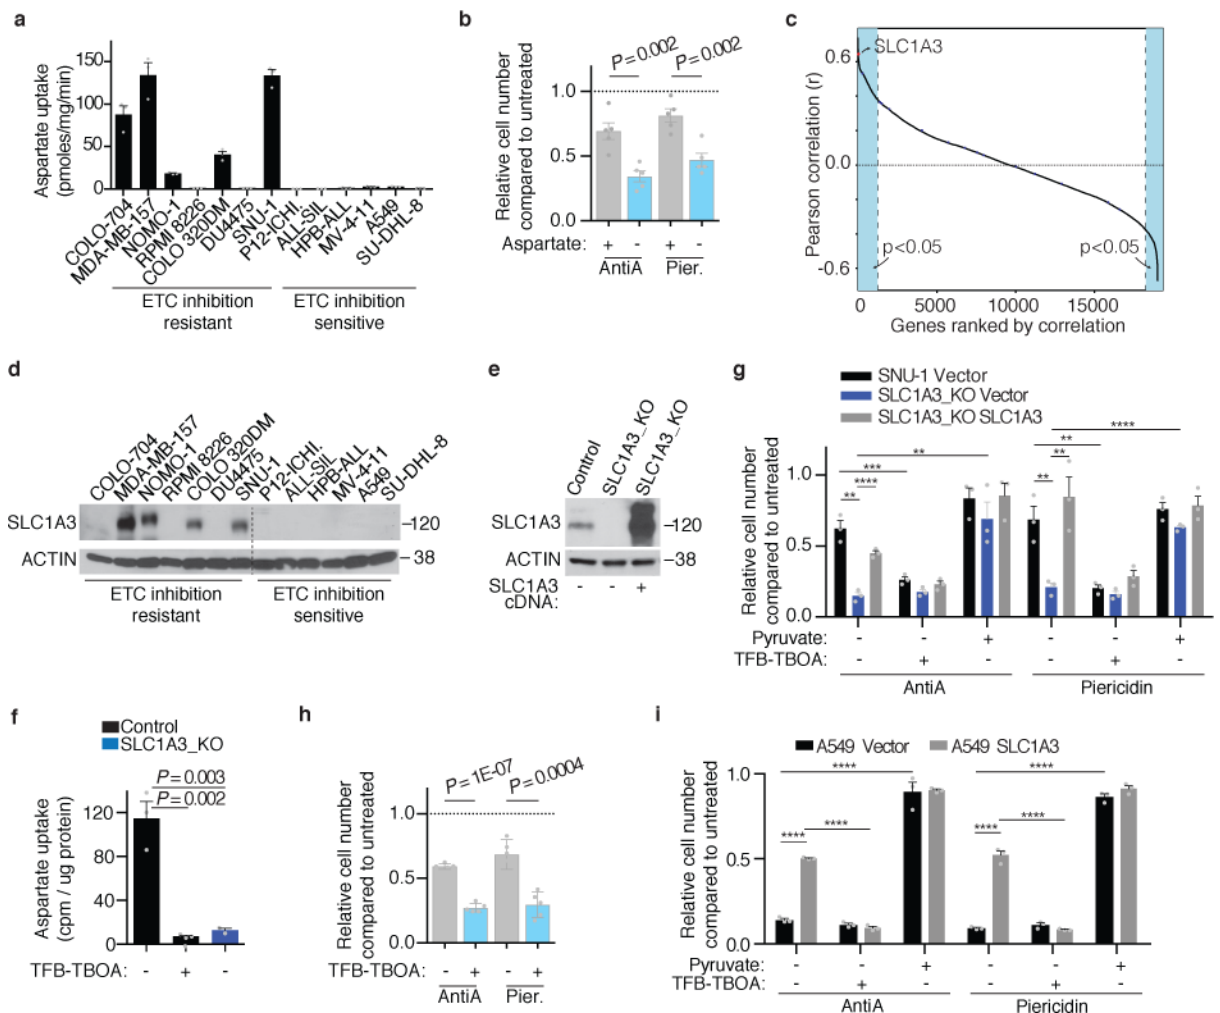 a
Aspartate uptake
(pmoles/mg/min)
150
100
50
0
COLO-704
MDA-MB-157
NOMO-1
RPMI 8226
COLO 320DM
DU4475
SNU-1
P12-ICHI.
ALL-SIL
HPB-ALL
MV-4-11
A549
SU-DHL-8
ETC inhibition
resistant
ETC inhibition
sensitive
b
Relative cell number
compared to untreated
P = 0.002
P = 0.002
1.0
0.5
0.0
Aspartate: + - + -
AntiA Pier.
c
Pearson correlation (r)
0.6
0.0
-0.6
SLC1A3
p<0.05
p<0.05
0 5000 10000 15000
Genes ranked by correlation
d
COLO-704
MDA-MB-157
NOMO-1
RPMI 8226
COLO 320DM
DU4475
SNU-1
P12-ICHI.
ALL-SIL
HPB-ALL
MV-4-11
A549
SU-DHL-8
SLC1A3 –120
ACTIN – 38
ETC inhibition
resistant
ETC inhibition
sensitive
e
Control
SLC1A3_KO
SLC1A3_KO
SLC1A3 –120
ACTIN –38
SLC1A3
cDNA: - - +
g
SNU-1 Vector
SLC1A3_KO Vector
SLC1A3_KO SLC1A3
Relative cell number
compared to untreated
1.0
0.5
0.0
**
***
**
****
****
**
**
**
Pyruvate: - - + - - +
TFB-TBOA: - + - - + -
AntiA Piericidin
f
Control
SLC1A3_KO
Aspartate uptake
(cpm / ug protein)
P = 0.003
P = 0.002
120
80
40
0
TFB-TBOA: - + -
h
Relative cell number
compared to untreated
P = 1E-07
P = 0.0004
1.0
0.5
0.0
TFB-TBOA: - + - +
AntiA Pier.
i
A549 Vector A549 SLC1A3
Relative cell number
compared to untreated
1.0
0.5
0.0
****
****
****
****
****
****
Pyruvate: - - + - - +
TFB-TBOA: - + - - + -
AntiA Piericidin